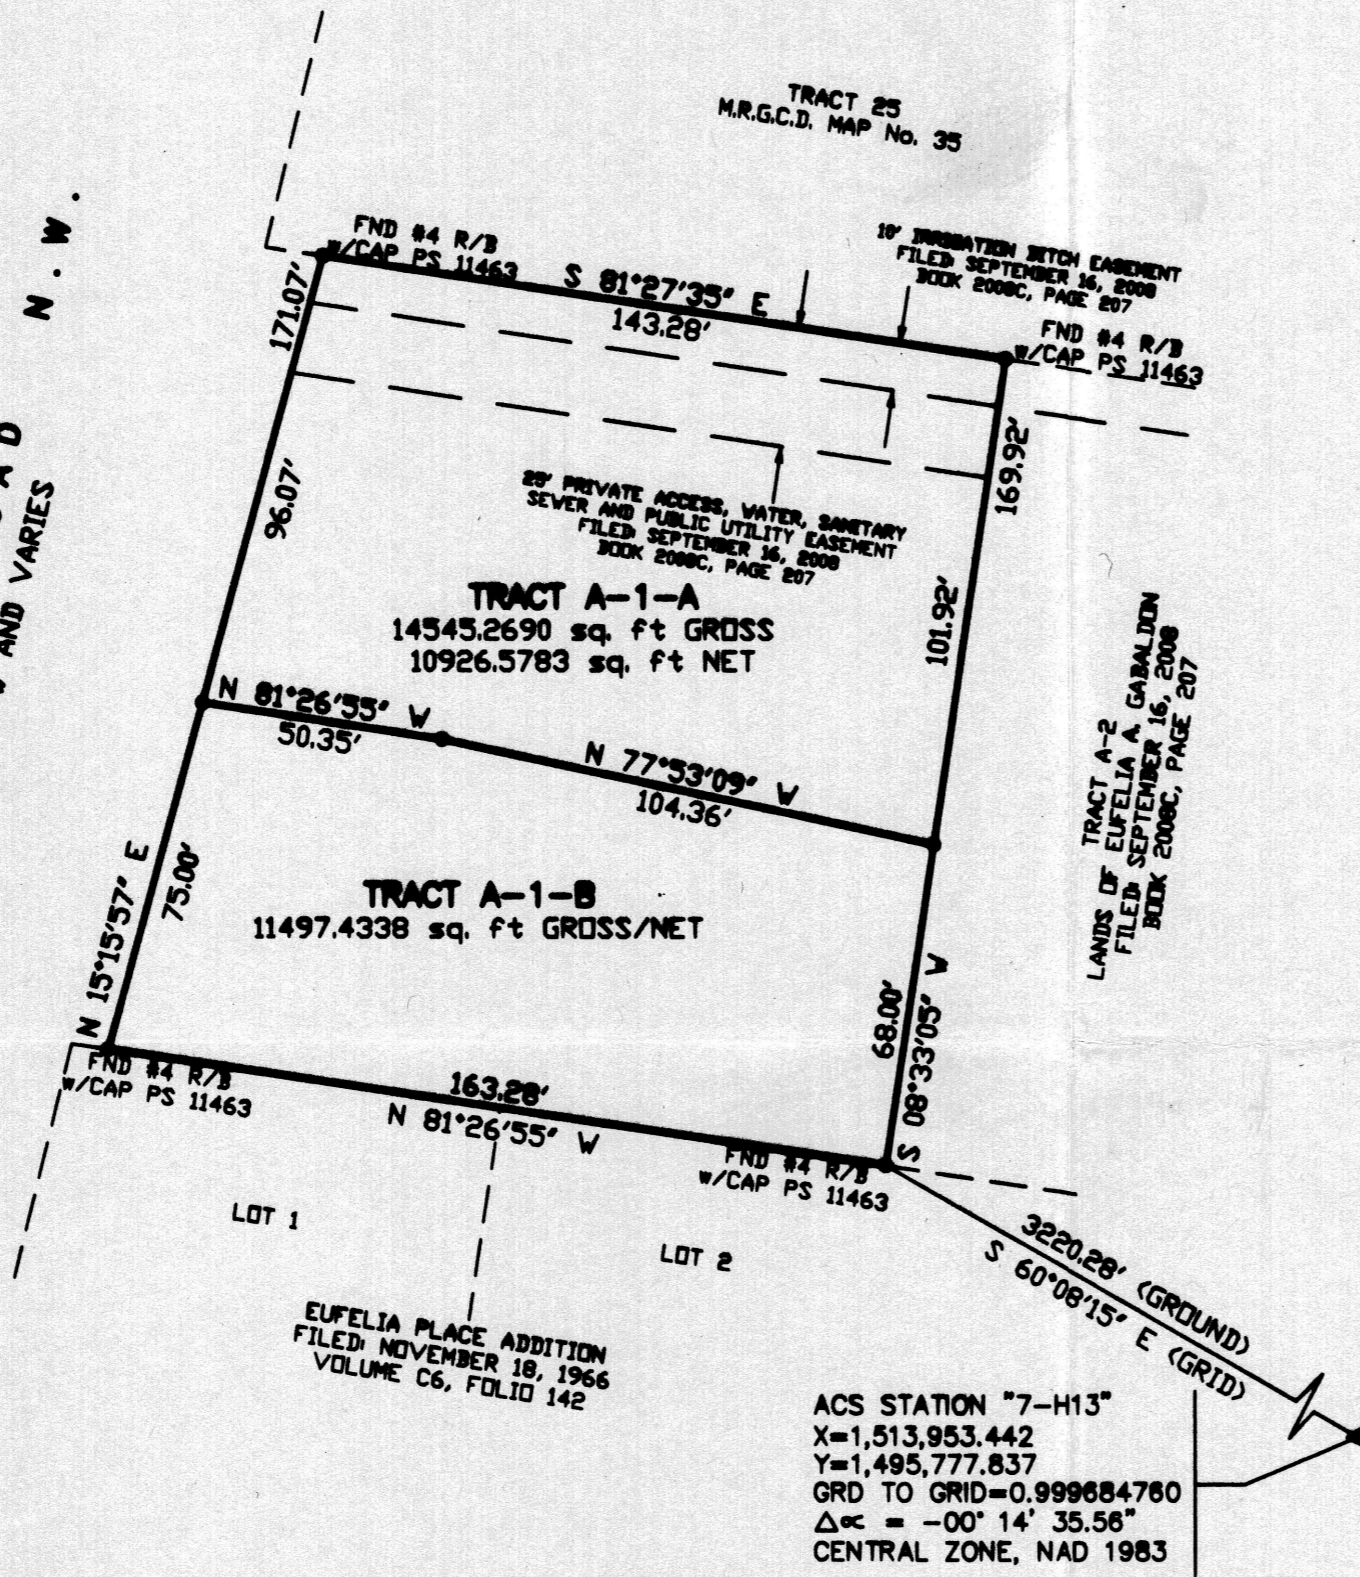 TRACT 25
M.R.G.C.D. MAP No. 35
N.W.
FND #4 R/B
w/CAP PS 11463
S 81°27'35" E
143.28'
10' IRRIGATION DITCH EASEMENT
FILED: SEPTEMBER 16, 2008
BOOK 2008C, PAGE 207
FND #4 R/B
w/CAP PS 11463
171.07'
96.07'
169.92'
101.92'
AND VARIES
25' PRIVATE ACCESS, WATER, SANITARY
SEWER AND PUBLIC UTILITY EASEMENT
FILED: SEPTEMBER 16, 2008
BOOK 2008C, PAGE 207
TRACT A-1-A
14545.2690 sq. ft GROSS
10926.5783 sq. ft NET
N 81°26'55" W
50.35'
N 77°53'09" W
104.36'
TRACT A-2
LANDS OF EUFELIA A. GABALDON
FILED: SEPTEMBER 16, 2008
BOOK 2008C, PAGE 207
N 15°15'57" E
75.00'
TRACT A-1-B
11497.4338 sq. ft GROSS/NET
68.00'
S 08°33'05" W
FND #4 R/B
w/CAP PS 11463
163.28'
N 81°26'55" W
FND #4 R/B
w/CAP PS 11463
LOT 1
LOT 2
3220.28' (GROUND)
S 60°08'15" E (GRID)
EUFELIA PLACE ADDITION
FILED: NOVEMBER 18, 1966
VOLUME C6, FOLIO 142
ACS STATION "7-H13"
X=1,513,953.442
Y=1,495,777.837
GRD TO GRID=0.999684760
△∝ = -00° 14' 35.56"
CENTRAL ZONE, NAD 1983